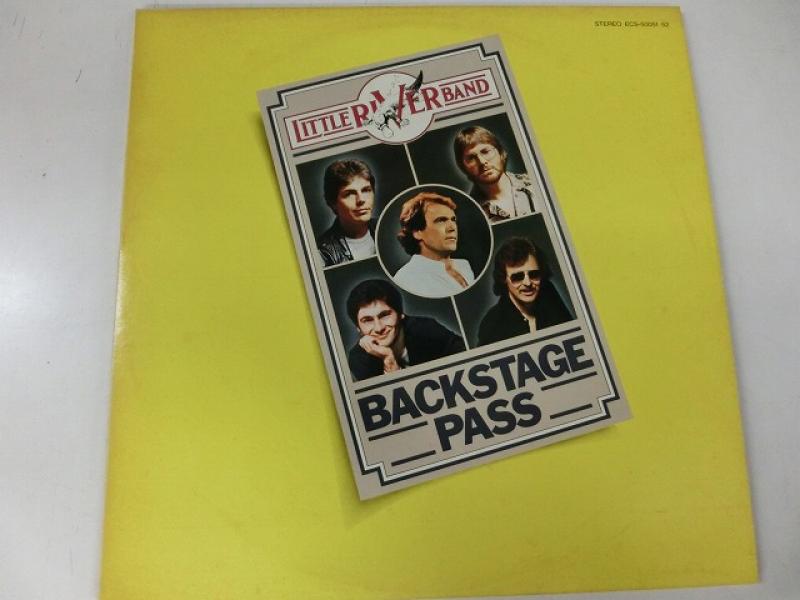 STEREO ECS-50051 52
LITTLE RIVER BAND
BACKSTAGE
PASS